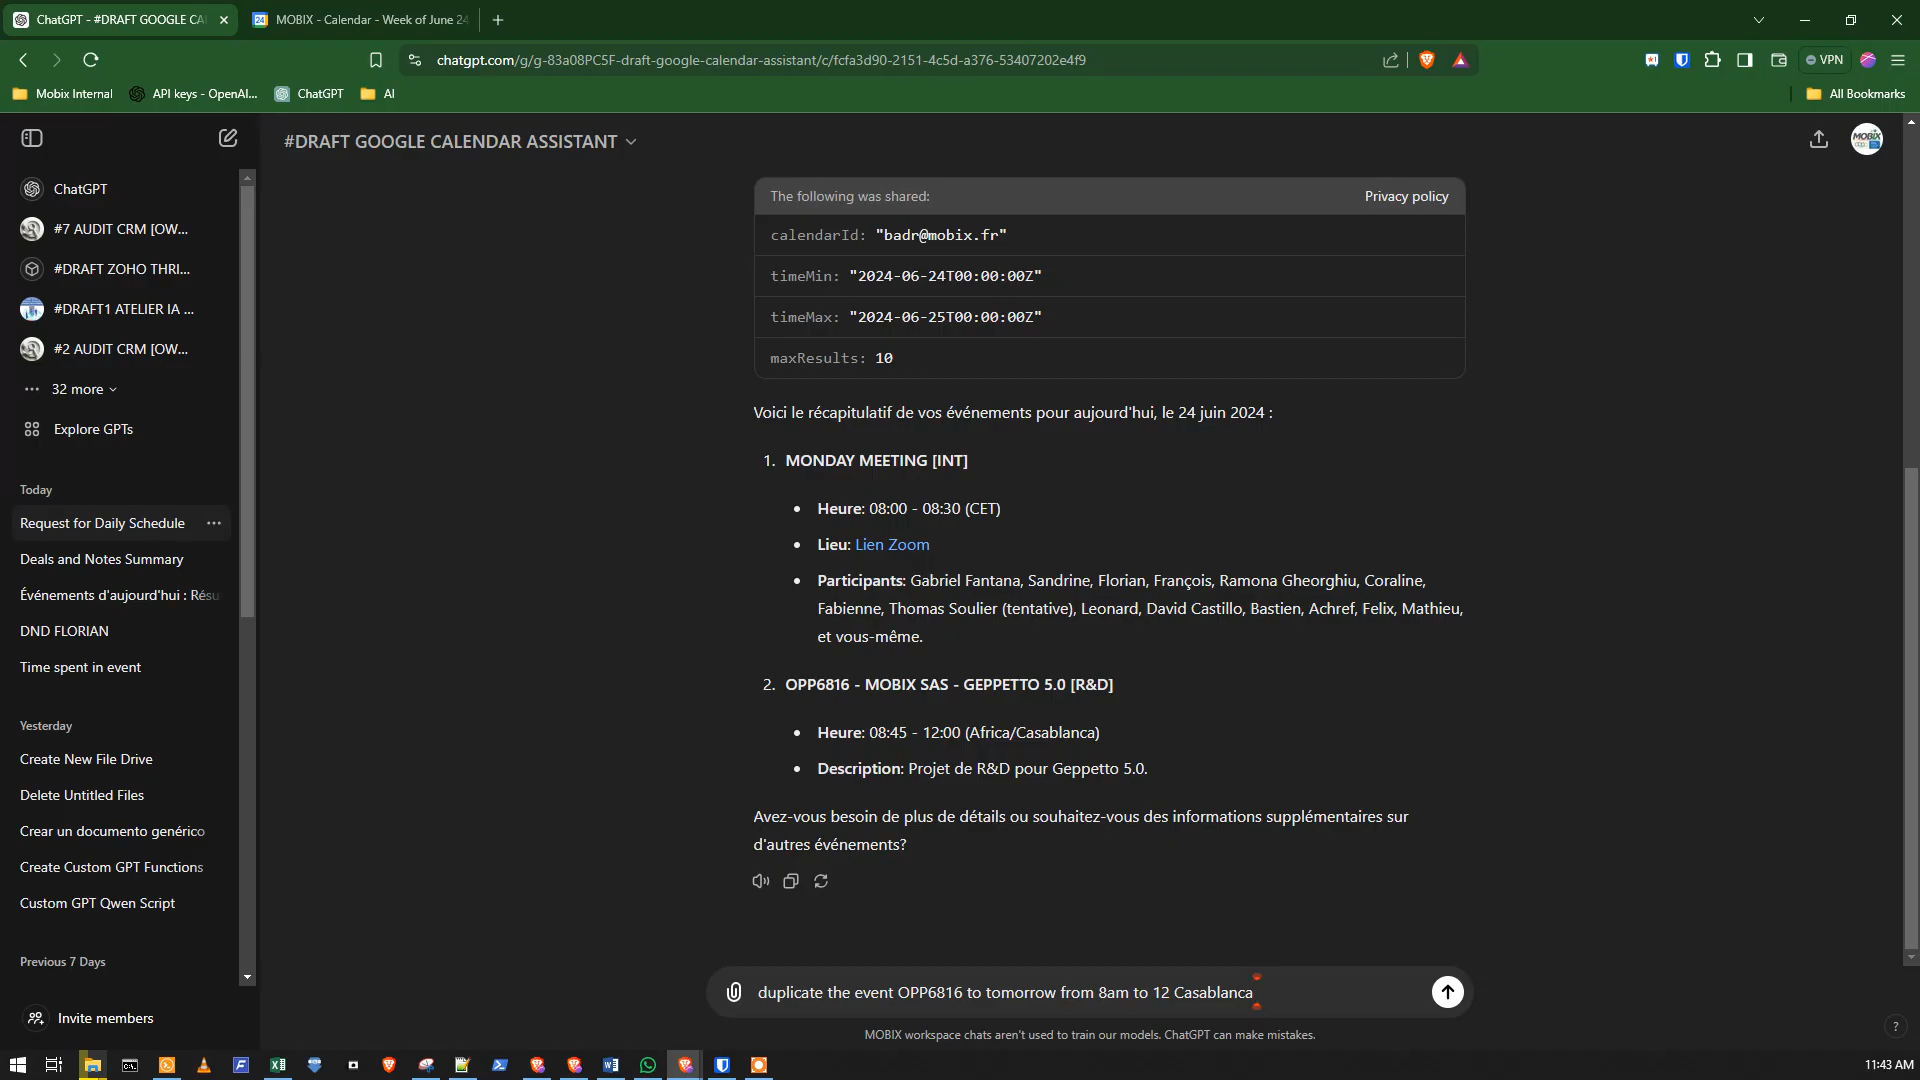 ChatGPT - #DRAFT GOOGLE CA
MOBIX - Calendar - Week of June 24
chatgpt.com/g/g-83a08PC5F-draft-google-calendar-assistant/c/fcfa3d90-2151-4c5d-a376-53407202e4f9
VPN
Mobix Internal
API keys - OpenAI...
ChatGPT
AI
All Bookmarks
#DRAFT GOOGLE CALENDAR ASSISTANT
MOBIX
ChatGPT
#7 AUDIT CRM [OW...
#DRAFT ZOHO THRI...
#DRAFT1 ATELIER IA ...
#2 AUDIT CRM [OW...
32 more
Explore GPTs
Today
Request for Daily Schedule
Deals and Notes Summary
Événements d'aujourd'hui : Résu
DND FLORIAN
Time spent in event
Yesterday
Create New File Drive
Delete Untitled Files
Crear un documento genérico
Create Custom GPT Functions
Custom GPT Qwen Script
Previous 7 Days
Invite members
The following was shared:
Privacy policy
calendarId: "badr@mobix.fr"
timeMin: "2024-06-24T00:00:00Z"
timeMax: "2024-06-25T00:00:00Z"
maxResults: 10
Voici le récapitulatif de vos événements pour aujourd'hui, le 24 juin 2024 :
1. MONDAY MEETING [INT]
• Heure: 08:00 - 08:30 (CET)
• Lieu: Lien Zoom
• Participants: Gabriel Fantana, Sandrine, Florian, François, Ramona Gheorghiu, Coraline,
Fabienne, Thomas Soulier (tentative), Leonard, David Castillo, Bastien, Achref, Felix, Mathieu,
et vous-même.
2. OPP6816 - MOBIX SAS - GEPPETTO 5.0 [R&D]
• Heure: 08:45 - 12:00 (Africa/Casablanca)
• Description: Projet de R&D pour Geppetto 5.0.
Avez-vous besoin de plus de détails ou souhaitez-vous des informations supplémentaires sur
d'autres événements?
duplicate the event OPP6816 to tomorrow from 8am to 12 Casablanca
MOBIX workspace chats aren't used to train our models. ChatGPT can make mistakes.
?
11:43 AM